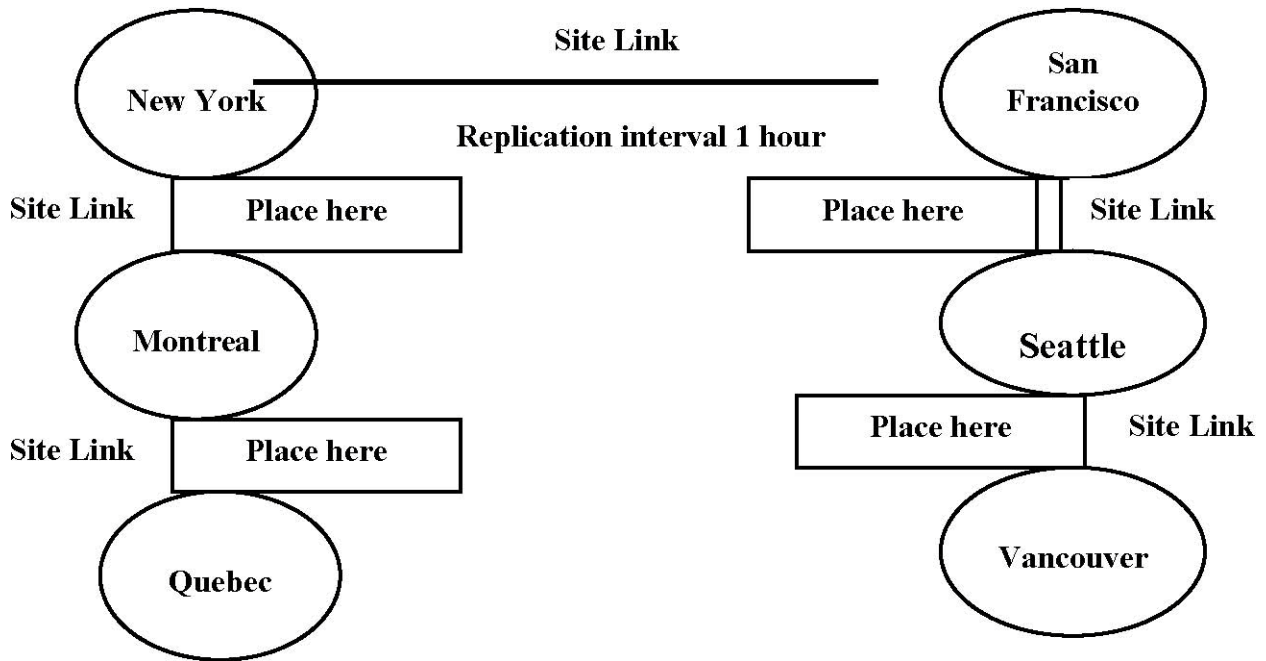 Site Link
New York
San
Francisco
Replication interval 1 hour
Site Link
Place here
Place here
Site Link
Montreal
Seattle
Site Link
Place here
Place here
Site Link
Quebec
Vancouver